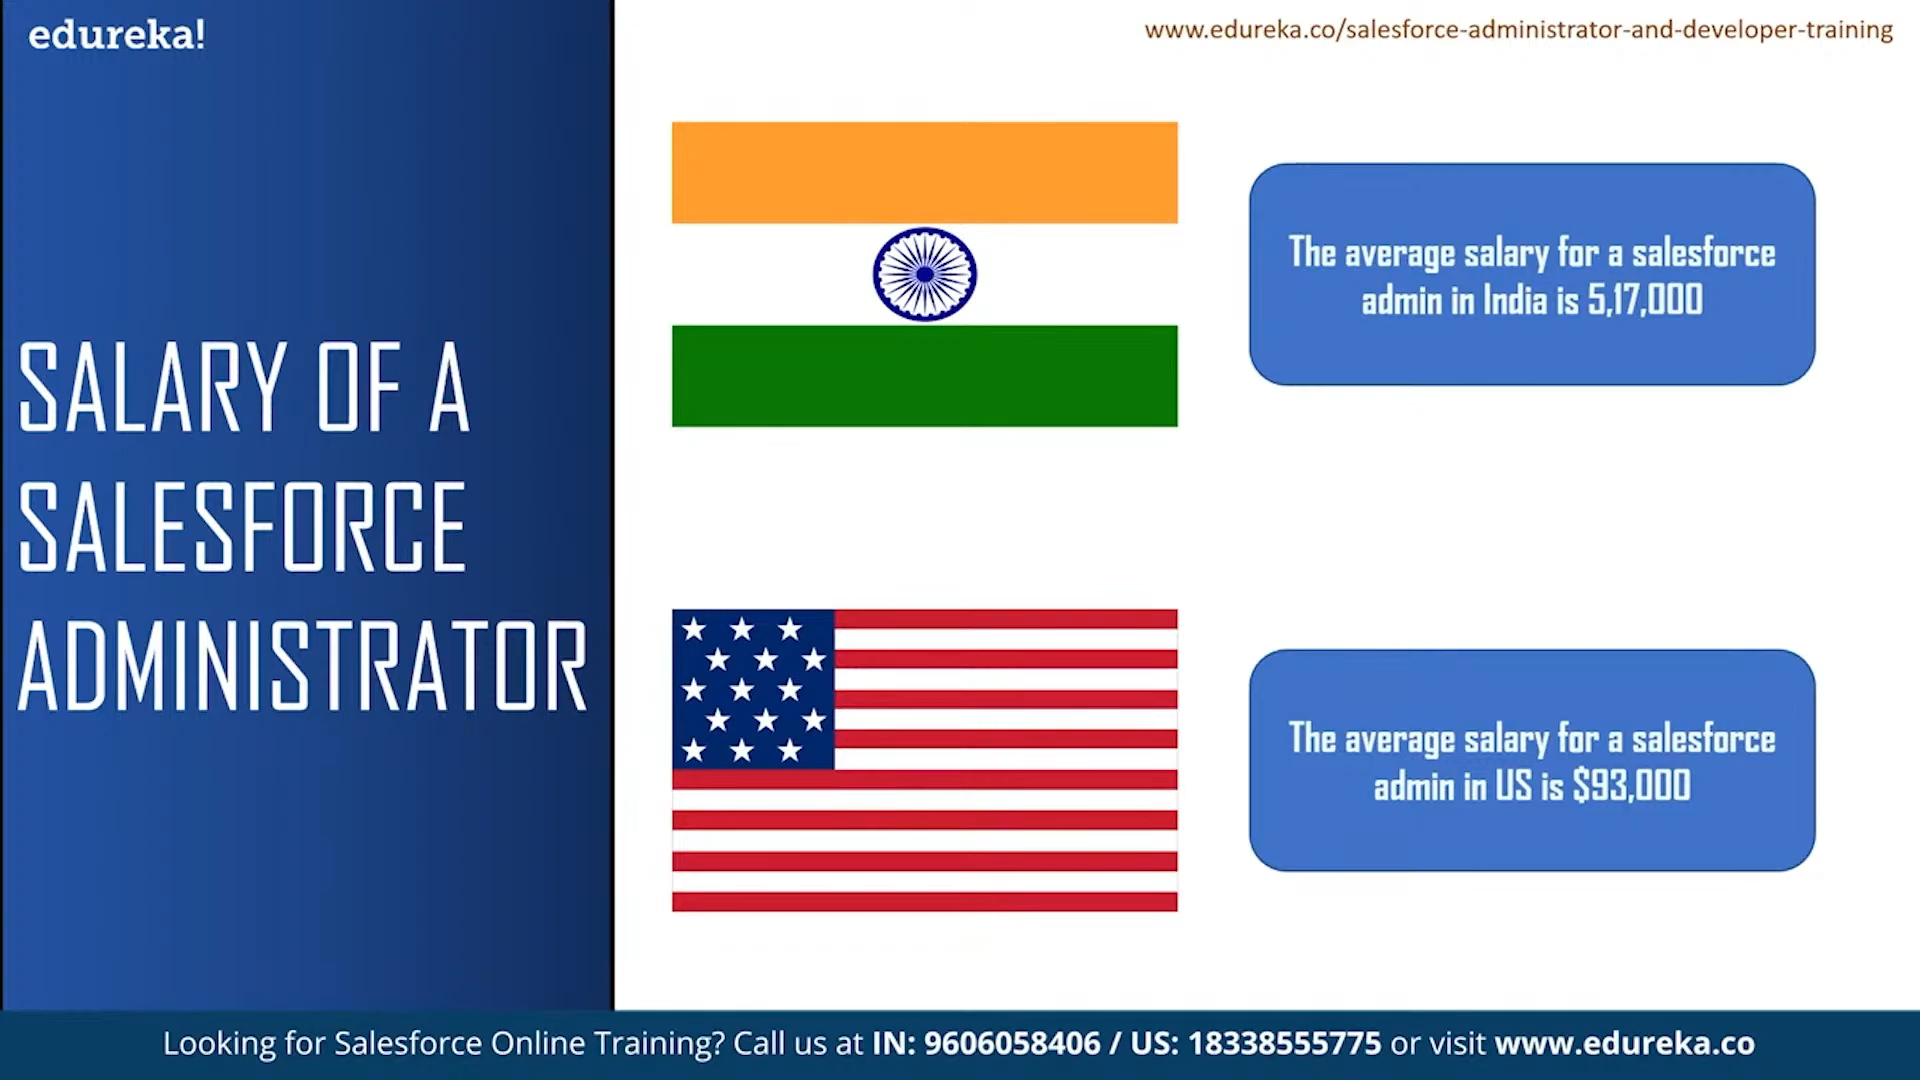 edureka!
www.edureka.co/salesforce-administrator-and-developer-training
SALARY OF A
SALESFORCE
ADMINISTRATOR
The average salary for a salesforce
admin in India is 5,17,000
The average salary for a salesforce
admin in US is $93,000
Looking for Salesforce Online Training? Call us at IN: 9606058406 / US: 18338555775 or visit www.edureka.co